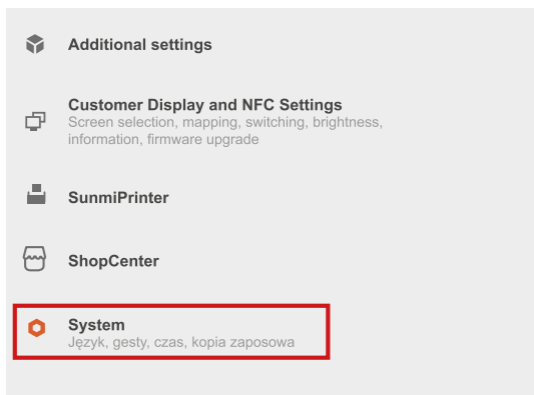 Additional settings
Customer Display and NFC Settings
Screen selection, mapping, switching, brightness,
information, firmware upgrade
SunmiPrinter
ShopCenter
System
Język, gesty, czas, kopia zaposowa